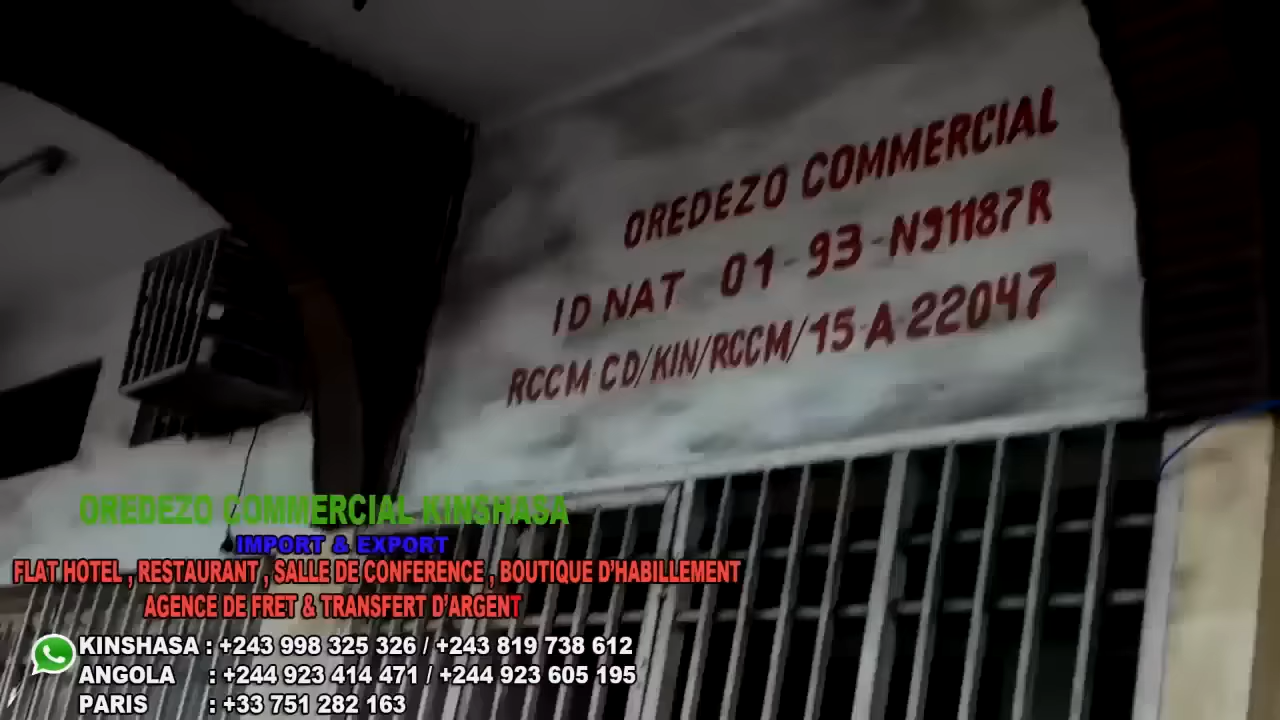 OREDEZO COMMERCIAL
ID NAT 01-93-N91187R
RCCM CD/KIN/RCCM/15-A-22047
OREDEZO COMMERCIAL KINSHASA
IMPORT & EXPORT
FLAT HOTEL , RESTAURANT , SALLE DE CONFERENCE , BOUTIQUE D'HABILLEMENT
AGENCE DE FRET & TRANSFERT D'ARGENT
KINSHASA : +243 998 325 326 / +243 819 738 612
ANGOLA : +244 923 414 471 / +244 923 605 195
PARIS : +33 751 282 163